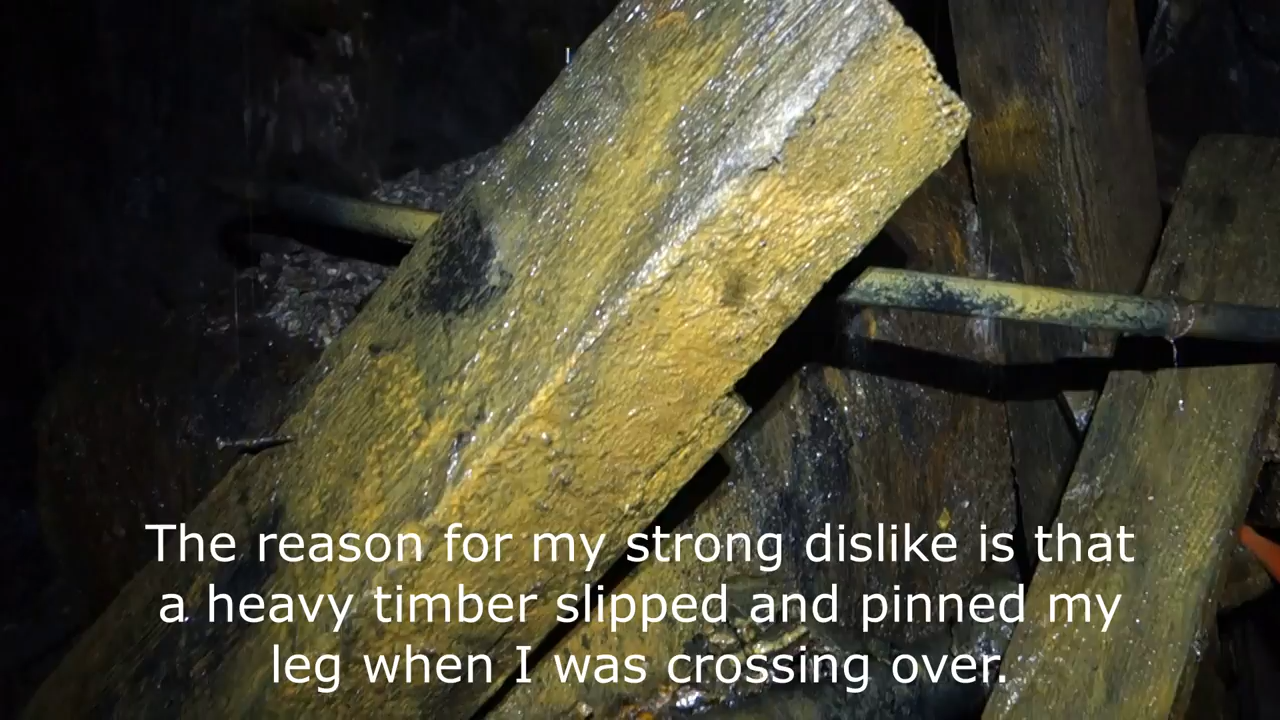 The reason for my strong dislike is that
a heavy timber slipped and pinned my
leg when I was crossing over.